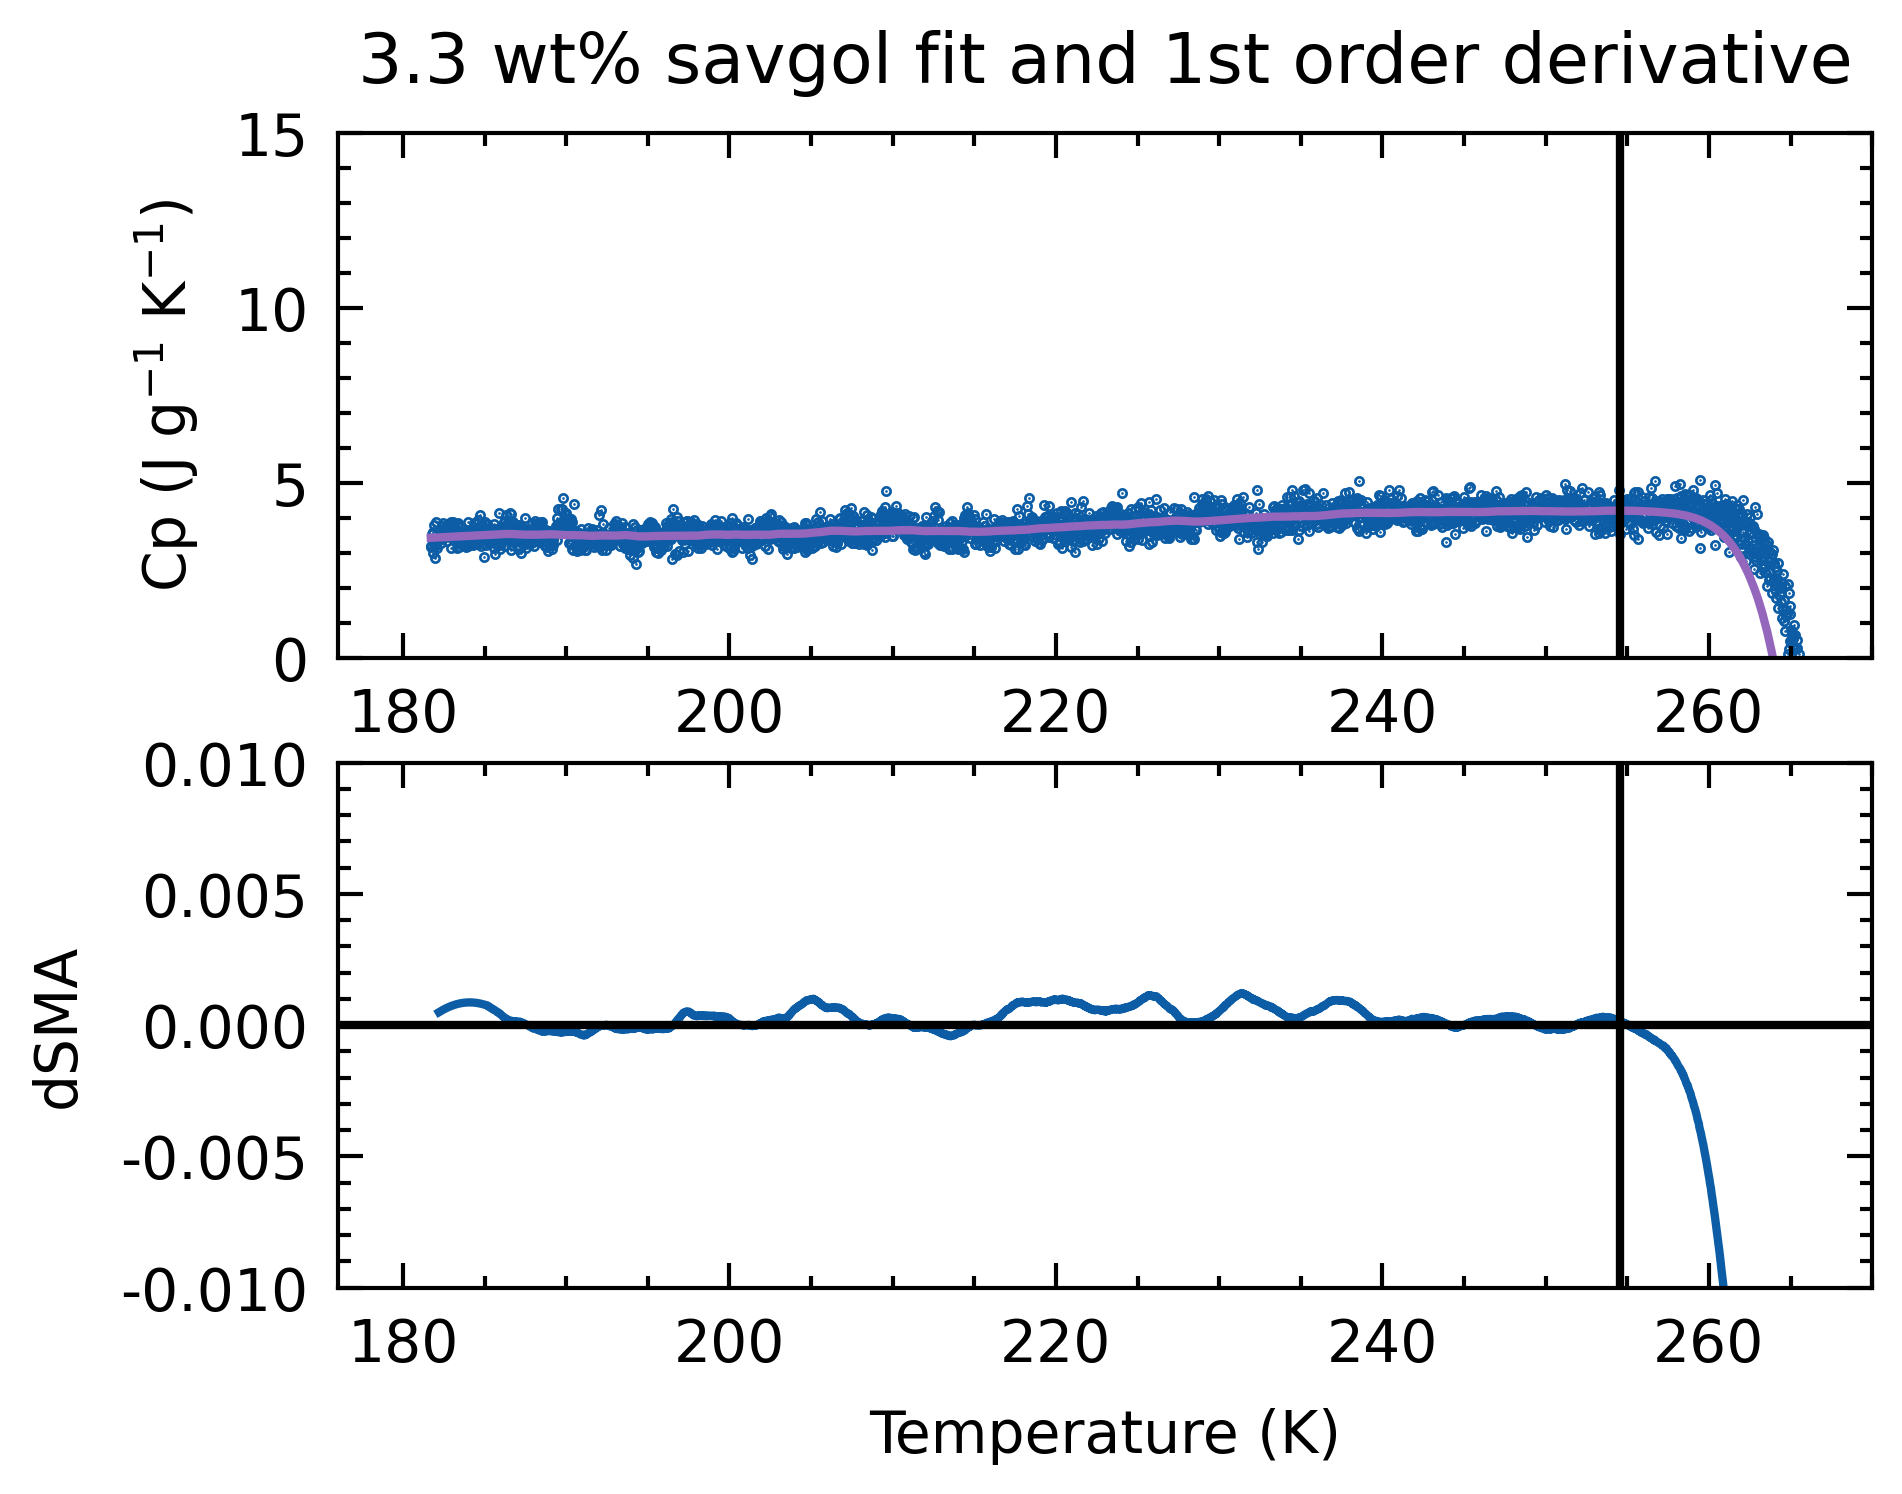 3.3 wt% savgol fit and 1st order derivative
15
10
5
0
Cp (J g⁻¹ K⁻¹)
180 200 220 240 260
0.010
0.005
0.000
-0.005
-0.010
dSMA
180 200 220 240 260
Temperature (K)